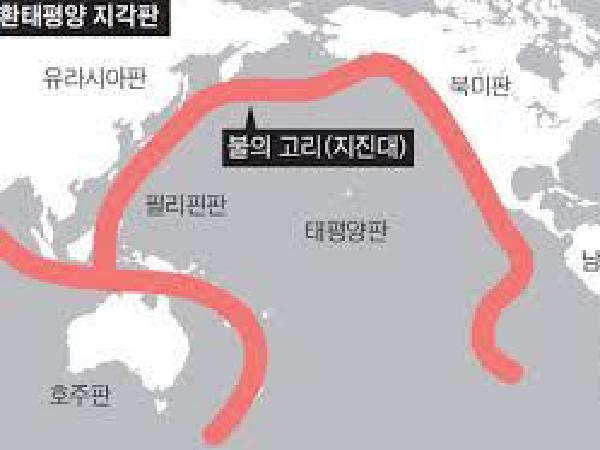 환태평양 지각판
유라시아판
북미판
불의 고리(지진대)
필리핀판
태평양판
남
호주판